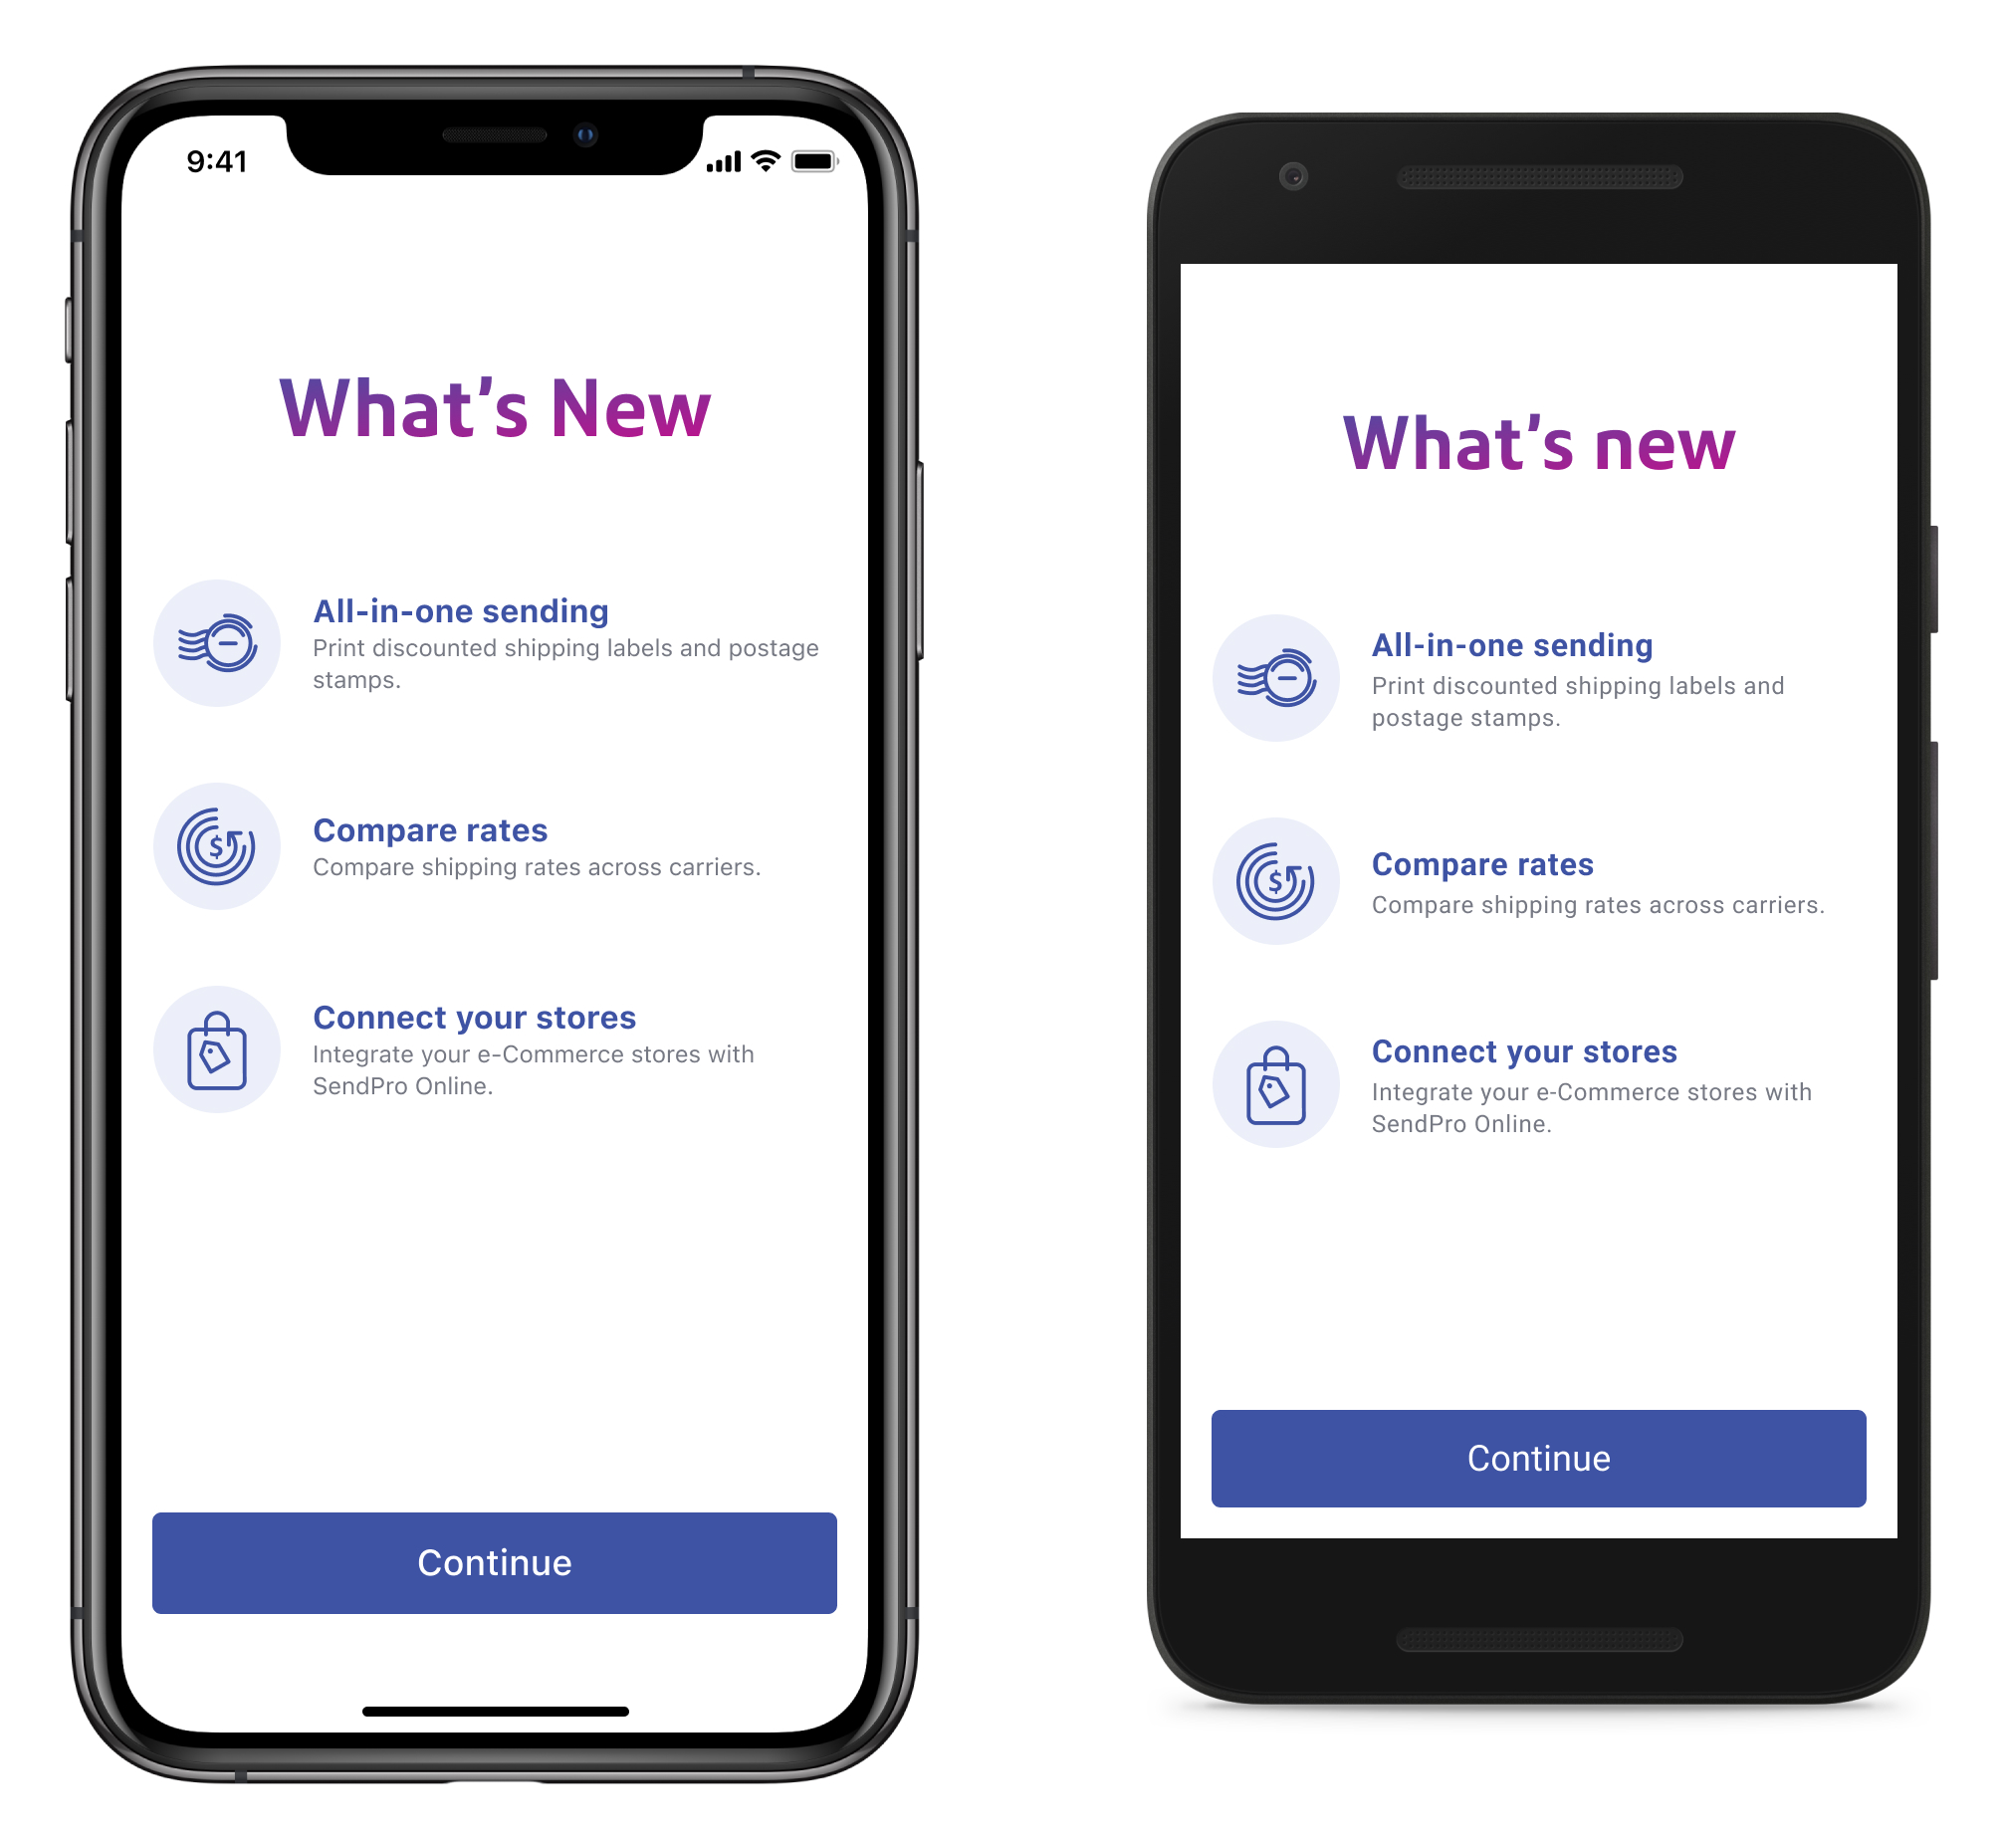 9:41
What's New
All-in-one sending
Print discounted shipping labels and postage
stamps.
$
Compare rates
Compare shipping rates across carriers.
Connect your stores
Integrate your e-Commerce stores with
SendPro Online.
Continue
What's new
All-in-one sending
Print discounted shipping labels and
postage stamps.
$
Compare rates
Compare shipping rates across carriers.
Connect your stores
Integrate your e-Commerce stores with
SendPro Online.
Continue